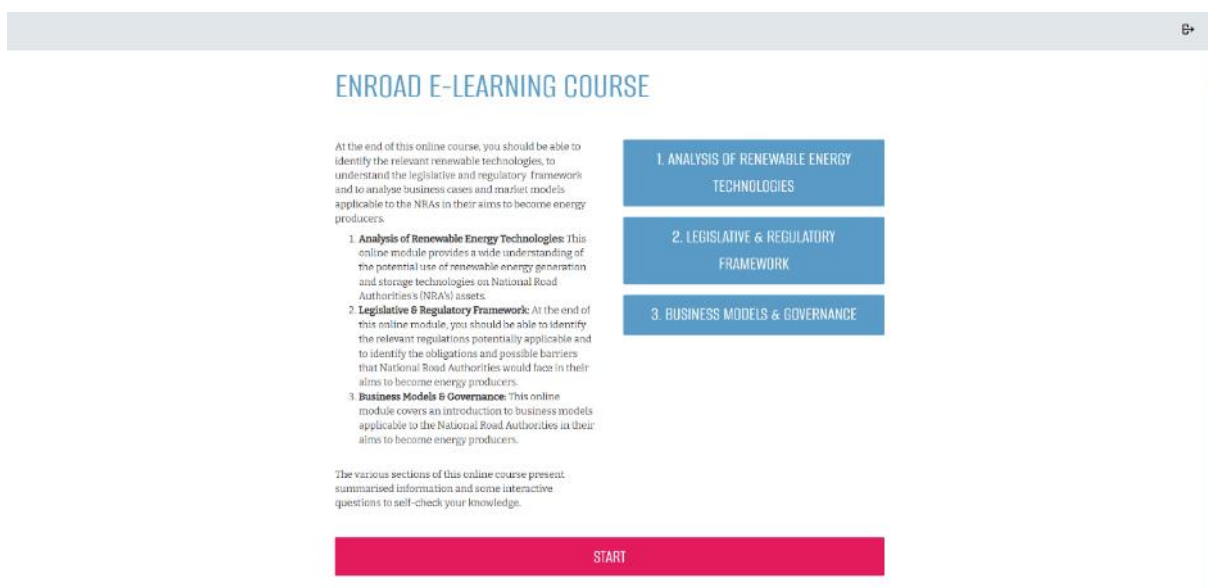 ENROAD E-LEARNING COURSE
At the end of this online course, you should be able to
identify the relevant renewable technologies, to
understand the legislative and regulatory framework
and to analyse business cases and market models
applicable to the NRAs in their aims to become energy
producers.
1. Analysis of Renewable Energy Technologies: This
online module provides a wide understanding of
the potential use of renewable energy generation
and storage technologies on National Road
Authorities's (NRA's) assets.
2. Legislative & Regulatory Framework: At the end of
this online module, you should be able to identify
the relevant regulations potentially applicable and
to identify the obligations and possible barriers
that National Road Authorities would face in their
aims to become energy producers.
3. Business Models & Governance: This online
module covers an introduction to business models
applicable to the National Road Authorities in their
aims to become energy producers.
The various sections of this online course present
summarised information and some interactive
questions to self-check your knowledge.
1. ANALYSIS OF RENEWABLE ENERGY
TECHNOLOGIES
2. LEGISLATIVE & REGULATORY
FRAMEWORK
3. BUSINESS MODELS & GOVERNANCE
START